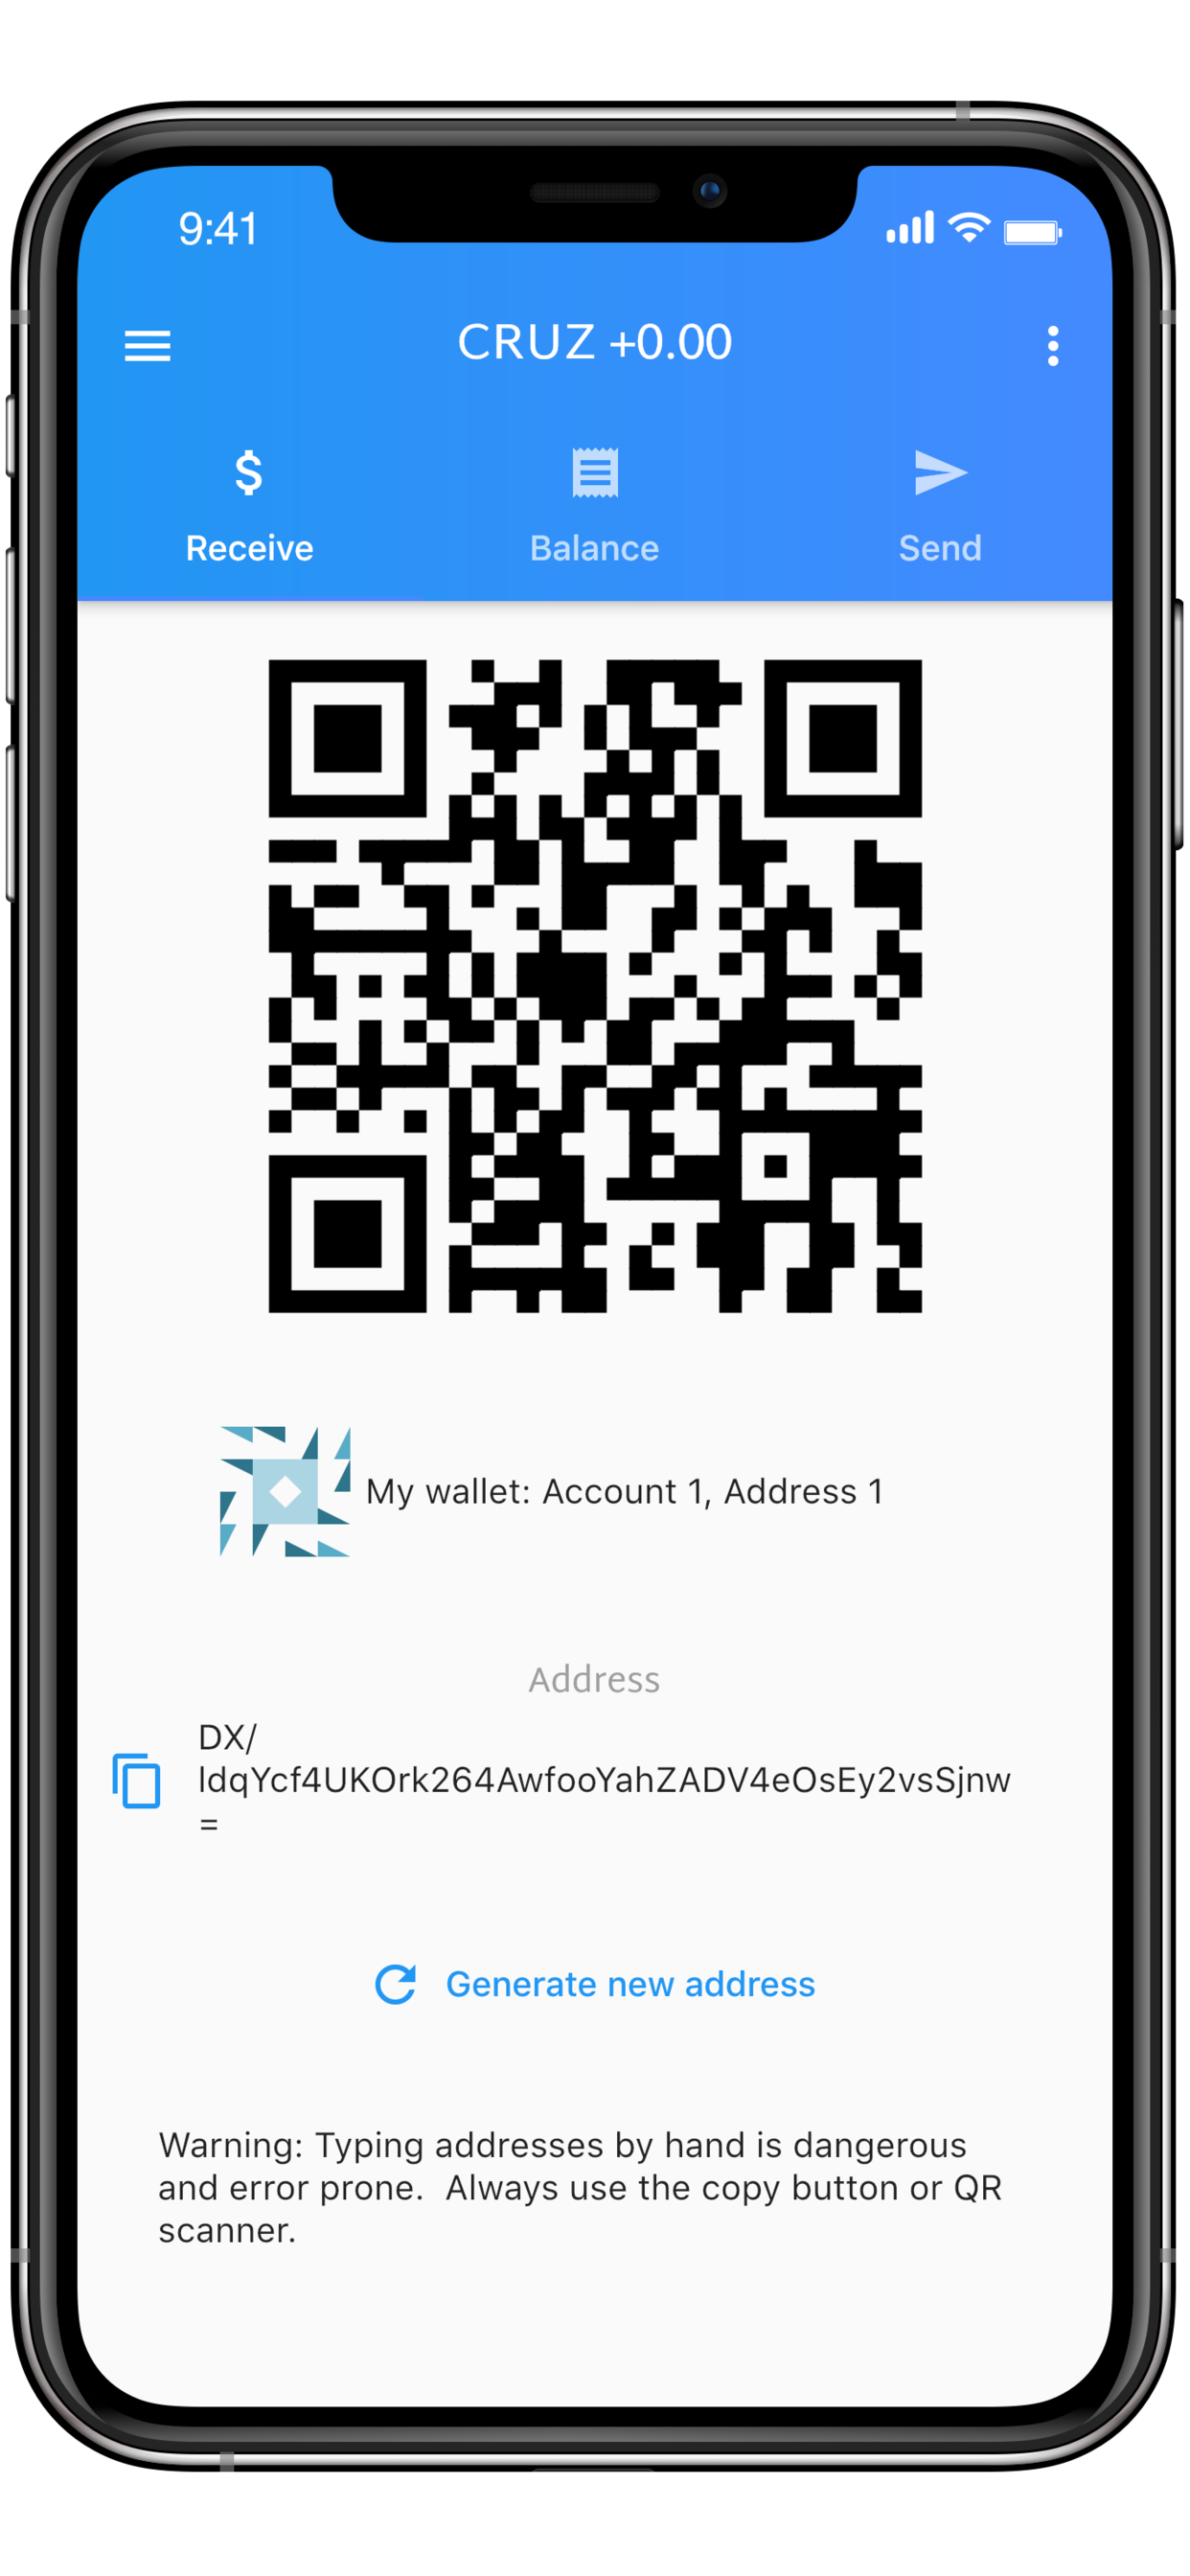 9:41
CRUZ +0.00
Receive
Balance
Send
My wallet: Account 1, Address 1
Address
DX/
ldqYcf4UKOrk264AwfooYahZADV4eOsEy2vsSjnw
=
Generate new address
Warning: Typing addresses by hand is dangerous
and error prone.  Always use the copy button or QR
scanner.